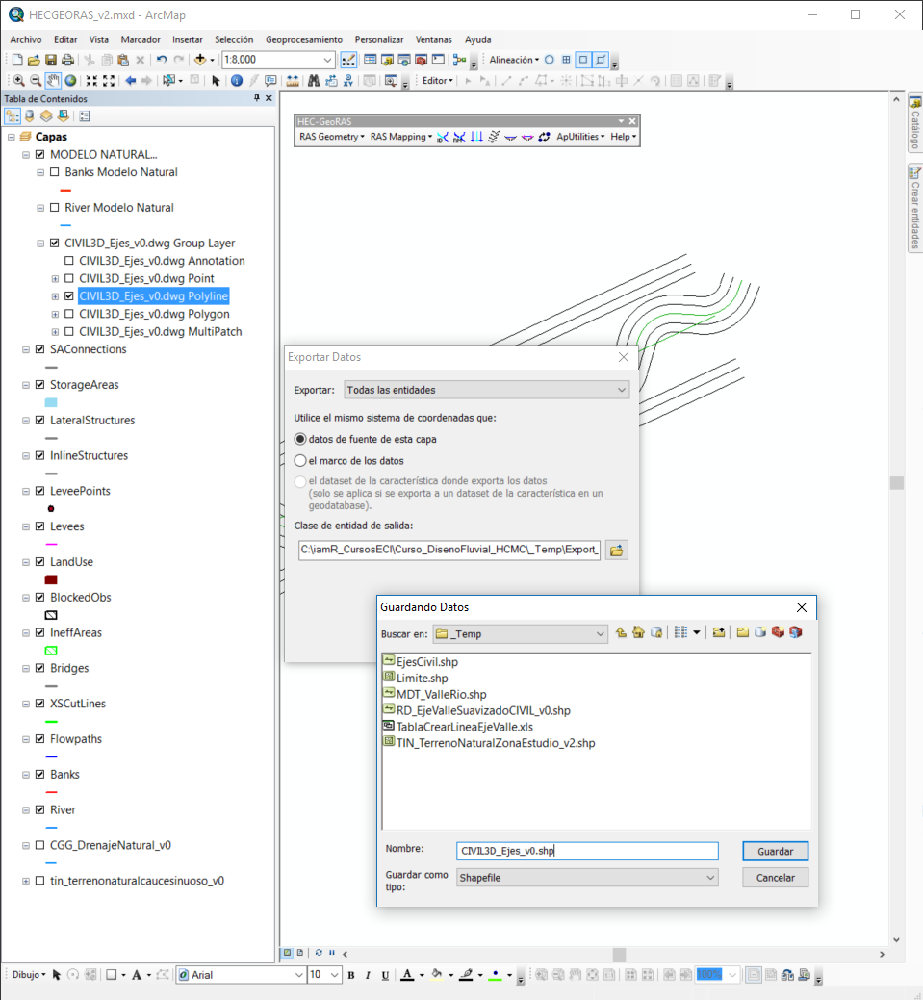 HECGEORAS_v2.mxd - ArcMap
Archivo Editar Vista Marcador Insertar Selección Geoprocesamiento Personalizar Ventanas Ayuda
1:8,000
Alineación
Editor
Tabla de Contenidos
Capas
MODELO NATURAL...
Banks Modelo Natural
River Modelo Natural
CIVIL3D_Ejes_v0.dwg Group Layer
CIVIL3D_Ejes_v0.dwg Annotation
CIVIL3D_Ejes_v0.dwg Point
CIVIL3D_Ejes_v0.dwg Polyline
CIVIL3D_Ejes_v0.dwg Polygon
CIVIL3D_Ejes_v0.dwg MultiPatch
SAConnections
StorageAreas
LateralStructures
InlineStructures
LeveePoints
Levees
LandUse
BlockedObs
IneffAreas
Bridges
XSCutLines
Flowpaths
Banks
River
CGG_DrenajeNatural_v0
tin_terrenonaturalcaucesinuoso_v0
HEC-GeoRAS
RAS Geometry RAS Mapping ApUtilities Help
Catálogo
Crear entidades
Exportar Datos
Exportar: Todas las entidades
Utilice el mismo sistema de coordenadas que:
datos de fuente de esta capa
el marco de los datos
el dataset de la característica donde exporta los datos
(solo se aplica si se exporta a un dataset de la característica en un
geodatabase).
Clase de entidad de salida:
C:\iamR_CursosECI\Curso_DisenoFluvial_HCMC\_Temp\Export_
Guardando Datos
Buscar en: _Temp
EjesCivil.shp
Limite.shp
MDT_ValleRio.shp
RD_EjeValleSuavizadoCIVIL_v0.shp
TablaCrearLineaEjeValle.xls
TIN_TerrenoNaturalZonaEstudio_v2.shp
Nombre: CIVIL3D_Ejes_v0.shp Guardar
Guardar como
tipo: Shapefile Cancelar
Dibujo A Arial 10 B I U A 100%